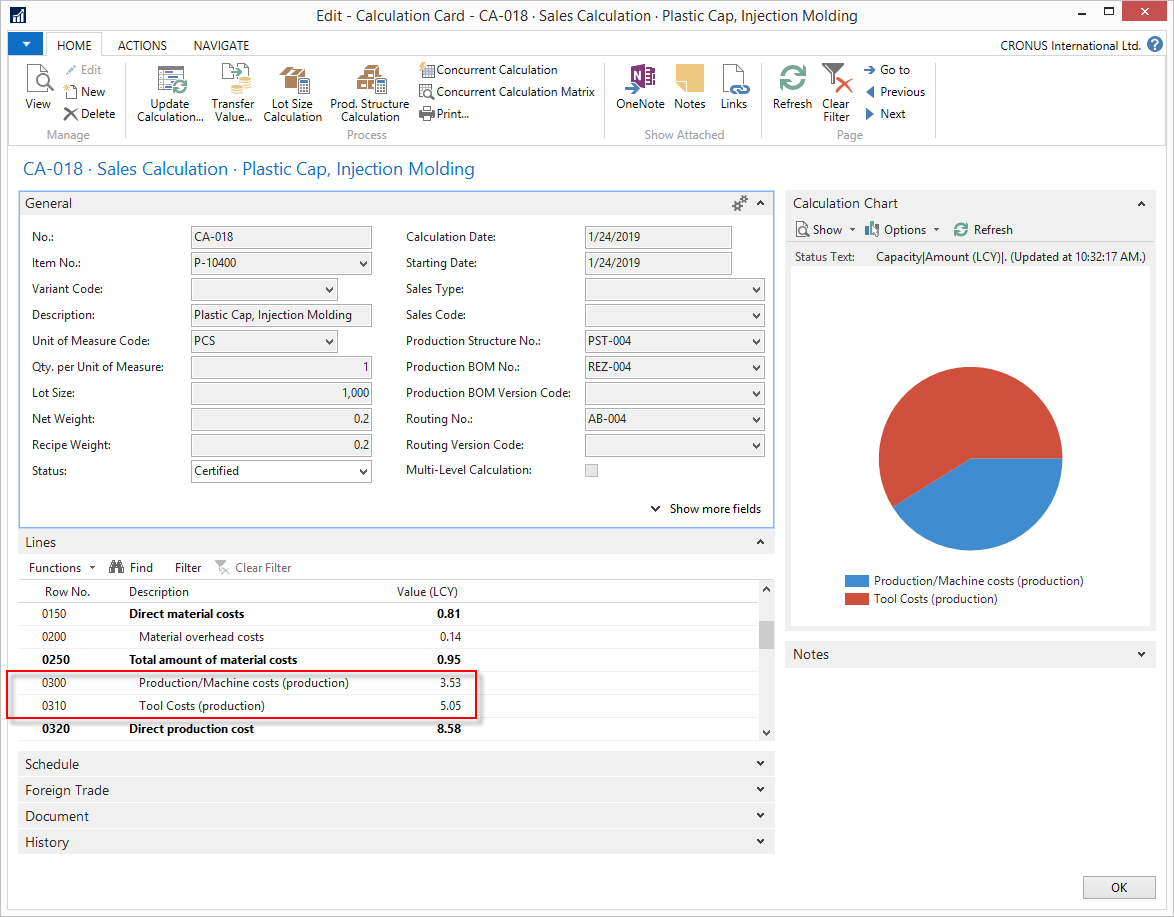 Edit - Calculation Card - CA-018 · Sales Calculation · Plastic Cap, Injection Molding
HOME ACTIONS NAVIGATE CRONUS International Ltd.
View
Edit
New
Delete
Manage
Update Calculation...
Transfer Value...
Lot Size Calculation
Prod. Structure Calculation
Concurrent Calculation
Concurrent Calculation Matrix
Print...
Process
OneNote
Notes
Links
Show Attached
Refresh
Clear Filter
Go to
Previous
Next
Page
CA-018 · Sales Calculation · Plastic Cap, Injection Molding
General
No.: CA-018
Item No.: P-10400
Variant Code:
Description: Plastic Cap, Injection Molding
Unit of Measure Code: PCS
Qty. per Unit of Measure: 1
Lot Size: 1,000
Net Weight: 0.2
Recipe Weight: 0.2
Status: Certified
Calculation Date: 1/24/2019
Starting Date: 1/24/2019
Sales Type:
Sales Code:
Production Structure No.: PST-004
Production BOM No.: REZ-004
Production BOM Version Code:
Routing No.: AB-004
Routing Version Code:
Multi-Level Calculation:
Show more fields
Lines
Functions Find Filter Clear Filter
Row No. Description Value (LCY)
0150 Direct material costs 0.81
0200 Material overhead costs 0.14
0250 Total amount of material costs 0.95
0300 Production/Machine costs (production) 3.53
0310 Tool Costs (production) 5.05
0320 Direct production cost 8.58
Schedule
Foreign Trade
Document
History
Calculation Chart
Show Options Refresh
Status Text: Capacity|Amount (LCY)|. (Updated at 10:32:17 AM.)
Production/Machine costs (production)
Tool Costs (production)
Notes
OK